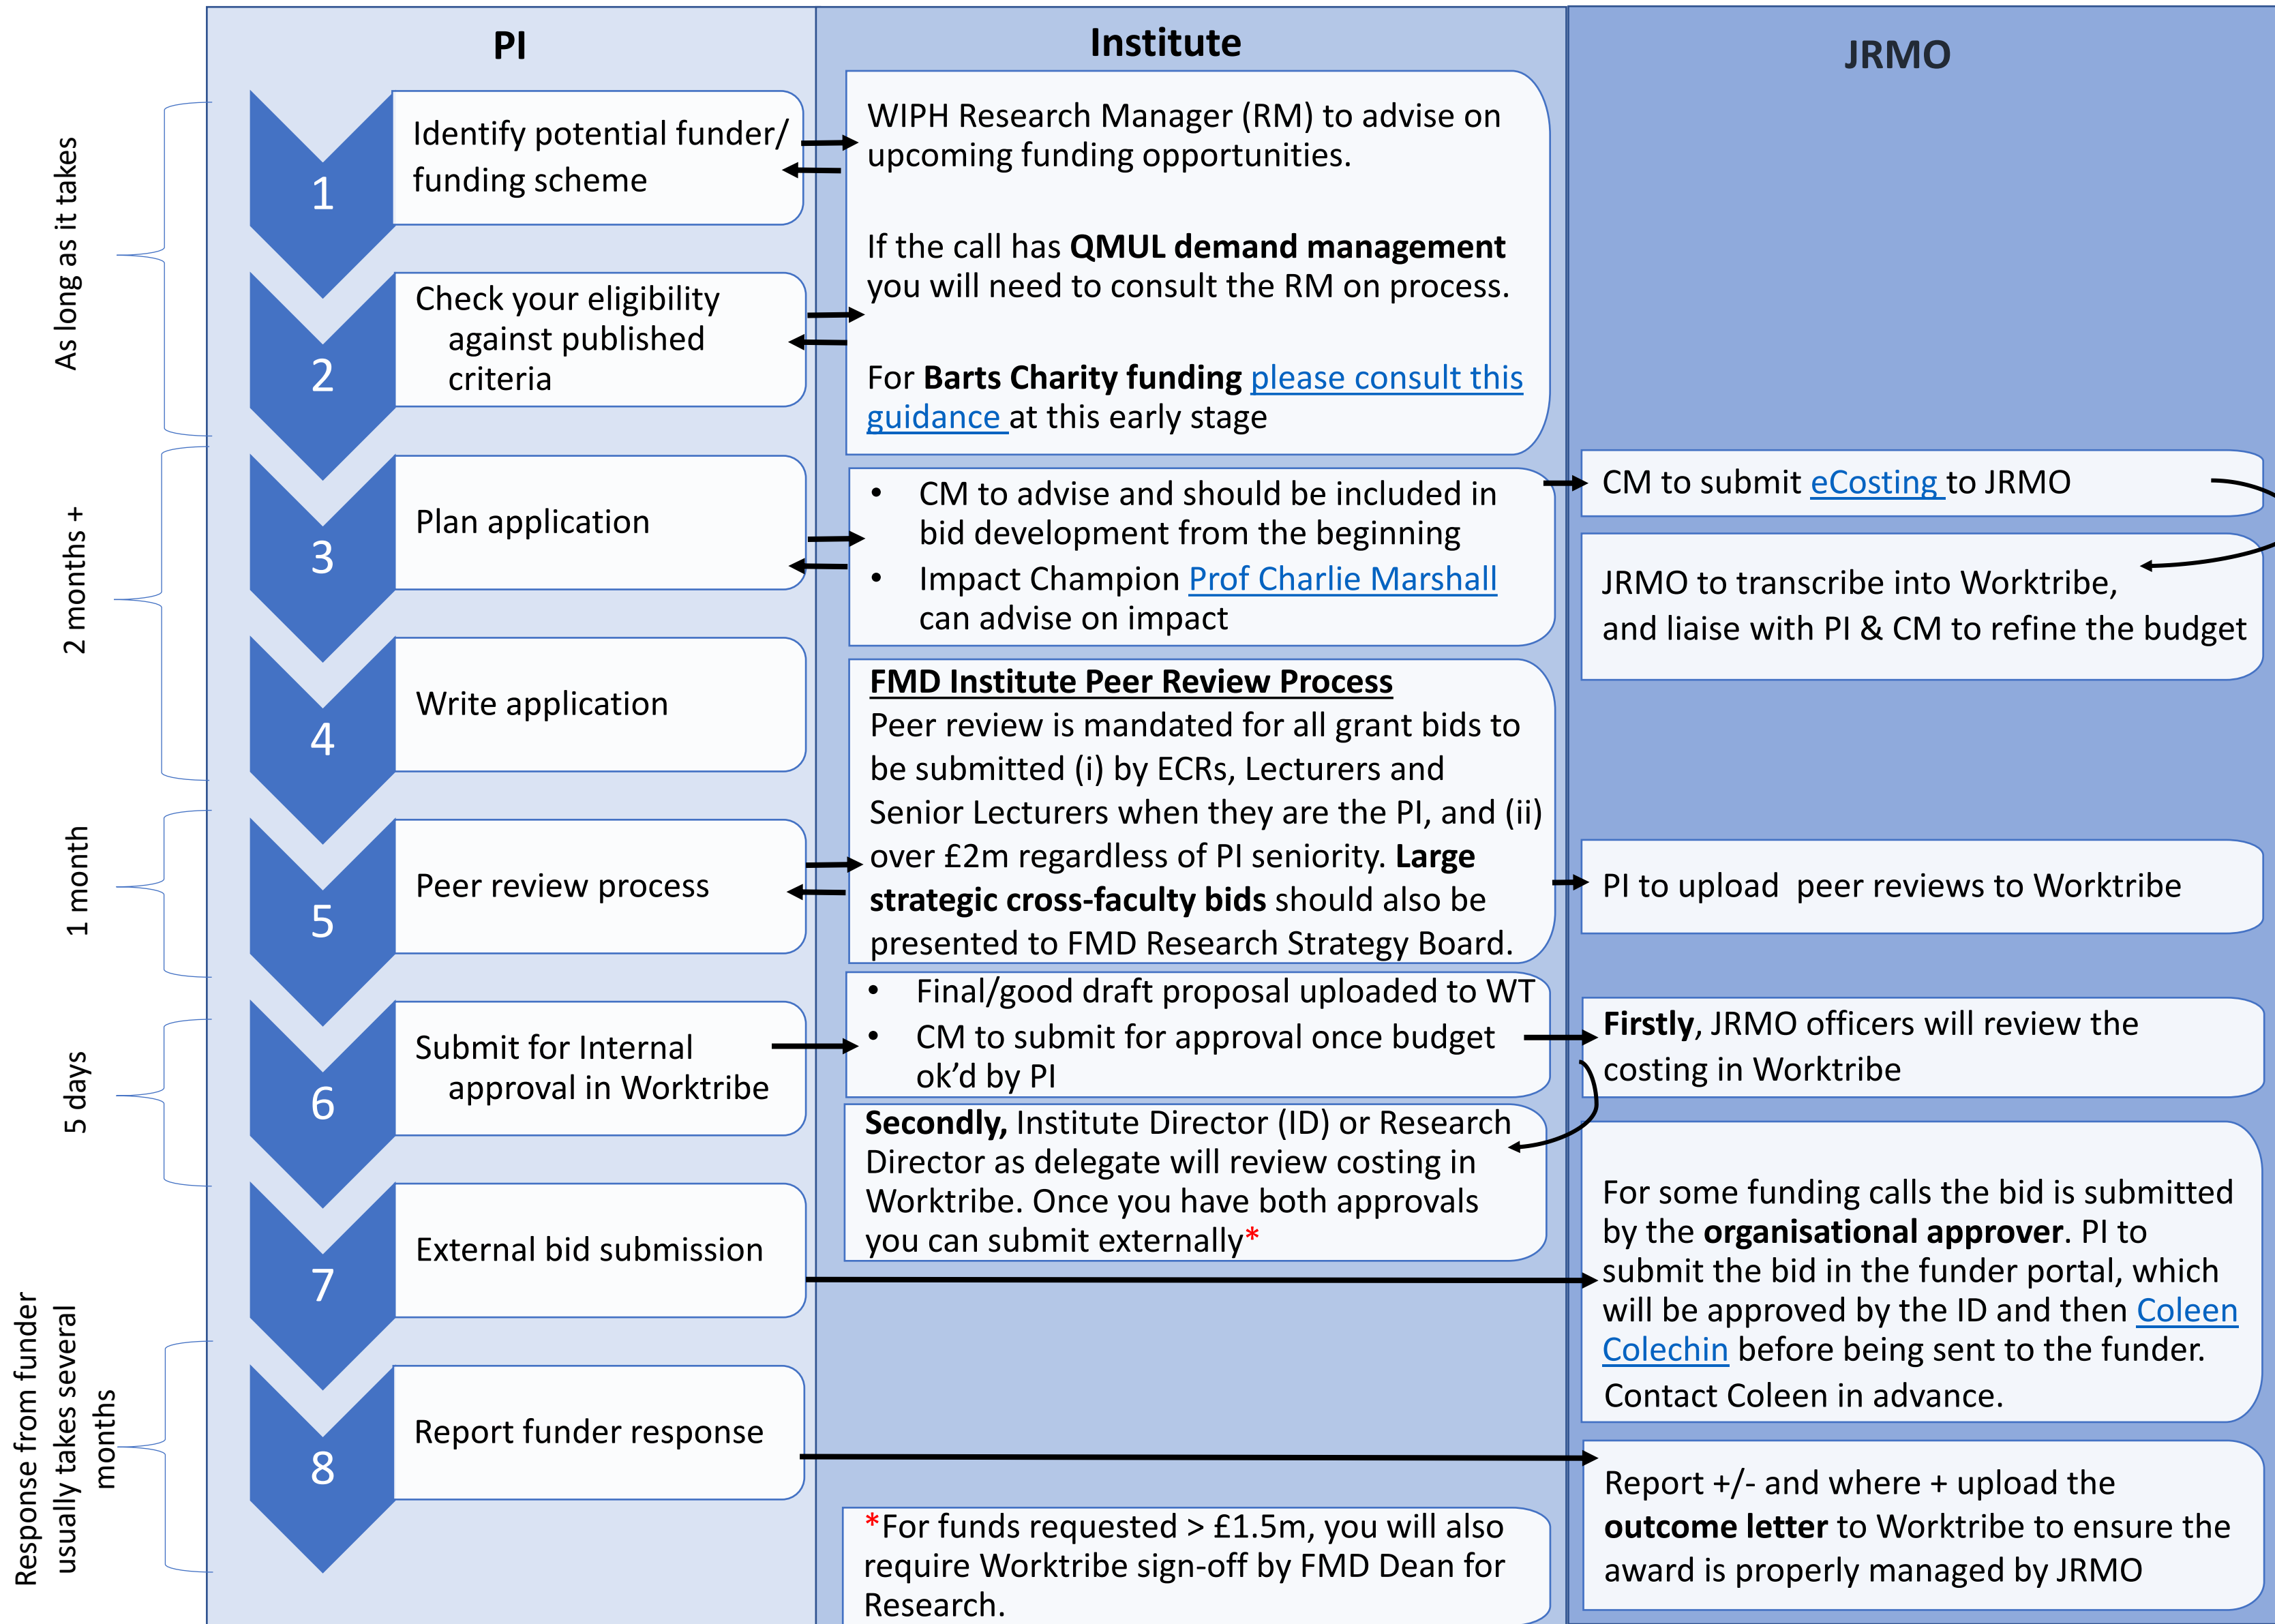 PI
Institute
JRMO
As long as it takes
1
Identify potential funder/
funding scheme
WIPH Research Manager (RM) to advise on
upcoming funding opportunities.
If the call has QMUL demand management
you will need to consult the RM on process.
For Barts Charity funding please consult this
guidance at this early stage
2
Check your eligibility
against published
criteria
2 months +
3
Plan application
• CM to advise and should be included in
bid development from the beginning
• Impact Champion Prof Charlie Marshall
can advise on impact
CM to submit eCosting to JRMO
JRMO to transcribe into Worktribe,
and liaise with PI & CM to refine the budget
4
Write application
FMD Institute Peer Review Process
Peer review is mandated for all grant bids to
be submitted (i) by ECRs, Lecturers and
Senior Lecturers when they are the PI, and (ii)
over £2m regardless of PI seniority. Large
strategic cross-faculty bids should also be
presented to FMD Research Strategy Board.
1 month
5
Peer review process
PI to upload peer reviews to Worktribe
5 days
6
Submit for Internal
approval in Worktribe
• Final/good draft proposal uploaded to WT
• CM to submit for approval once budget
ok’d by PI
Firstly, JRMO officers will review the
costing in Worktribe
Secondly, Institute Director (ID) or Research
Director as delegate will review costing in
Worktribe. Once you have both approvals
you can submit externally*
7
External bid submission
For some funding calls the bid is submitted
by the organisational approver. PI to
submit the bid in the funder portal, which
will be approved by the ID and then Coleen
Colechin before being sent to the funder.
Contact Coleen in advance.
Response from funder
usually takes several
months
8
Report funder response
Report +/- and where + upload the
outcome letter to Worktribe to ensure the
award is properly managed by JRMO
*For funds requested > £1.5m, you will also
require Worktribe sign-off by FMD Dean for
Research.